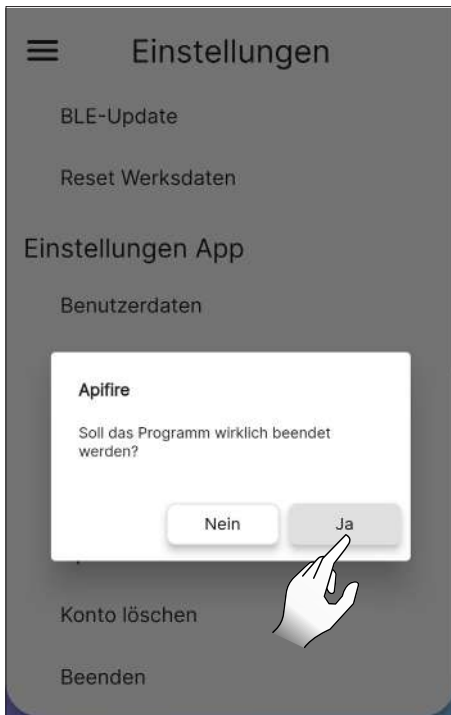 Einstellungen
BLE-Update
Reset Werksdaten
Einstellungen App
Benutzerdaten
Apifire
Soll das Programm wirklich beendet
werden?
Nein
Ja
Konto löschen
Beenden